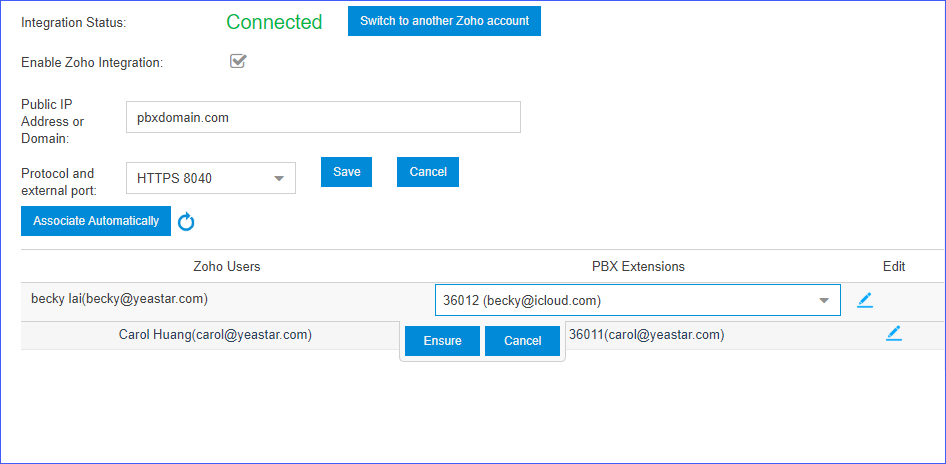 Integration Status:
Connected
Switch to another Zoho account
Enable Zoho Integration:
Public IP
Address or
Domain:
pbxdomain.com
Protocol and
external port:
HTTPS 8040
Save
Cancel
Associate Automatically
Zoho Users
PBX Extensions
Edit
becky lai(becky@yeastar.com)
36012 (becky@icloud.com)
Carol Huang(carol@yeastar.com)
Ensure
Cancel
36011(carol@yeastar.com)